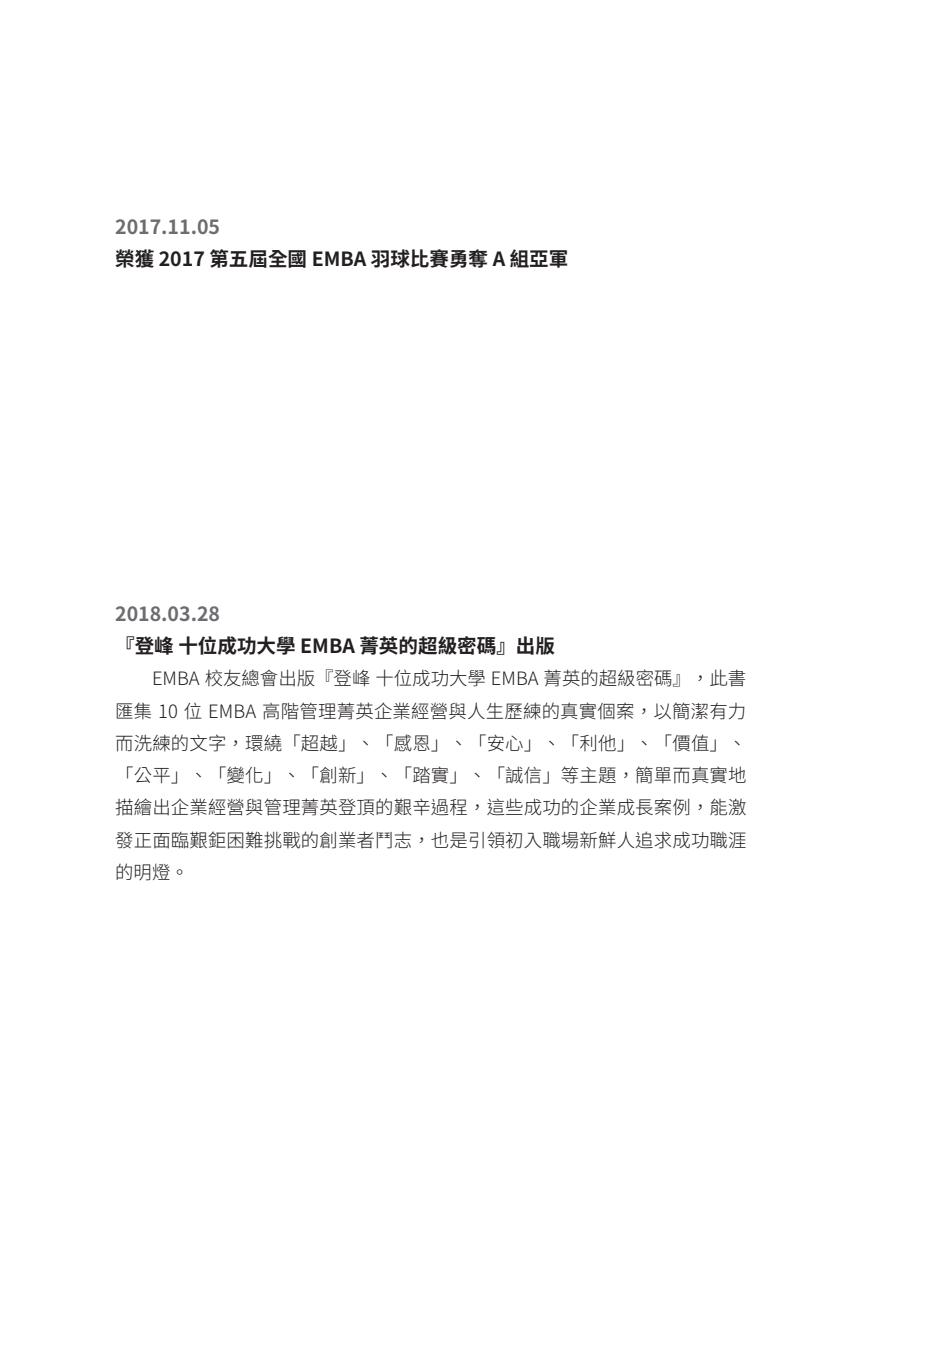 2017.11.05
榮獲 2017 第五屆全國 EMBA 羽球比賽勇奪 A 組亞軍
2018.03.28
『登峰 十位成功大學 EMBA 菁英的超級密碼』出版
EMBA 校友總會出版『登峰 十位成功大學 EMBA 菁英的超級密碼』，此書
匯集 10 位 EMBA 高階管理菁英企業經營與人生歷練的真實個案，以簡潔有力
而洗練的文字，環繞「超越」、「感恩」、「安心」、「利他」、「價值」、
「公平」、「變化」、「創新」、「踏實」、「誠信」等主題，簡單而真實地
描繪出企業經營與管理菁英登頂的艱辛過程，這些成功的企業成長案例，能激
發正面臨艱鉅困難挑戰的創業者鬥志，也是引領初入職場新鮮人追求成功職涯
的明燈。